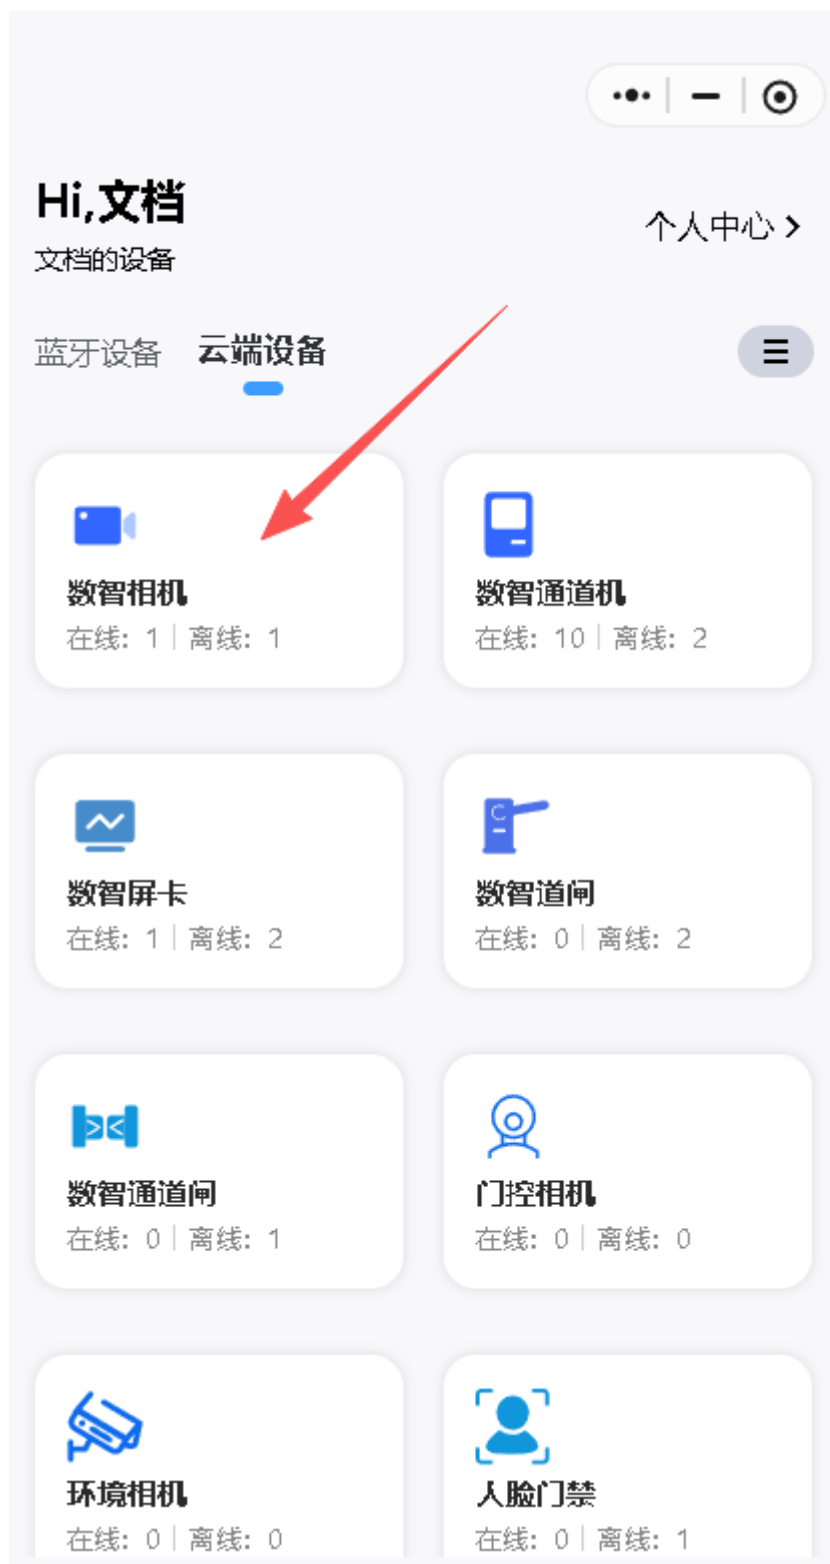 Hi,文档
个人中心
文档的设备
蓝牙设备 云端设备
数智相机
在线: 1 离线: 1
数智通道机
在线: 10 离线: 2
数智屏卡
在线: 1 离线: 2
数智道闸
在线: 0 离线: 2
数智通道闸
在线: 0 离线: 1
门控相机
在线: 0 离线: 0
环境相机
在线: 0 离线: 0
人脸门禁
在线: 0 离线: 1